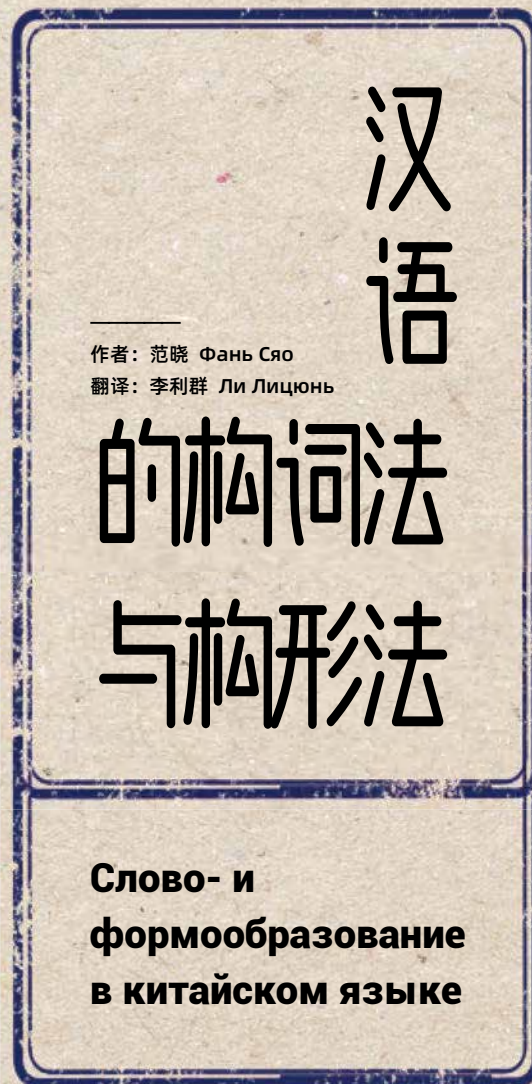 汉
语
作者：范晓 Фань Сяо
翻译：李利群 Ли Лицюнь
的构词法
与构形法
Слово- и
формообразование
в китайском языке